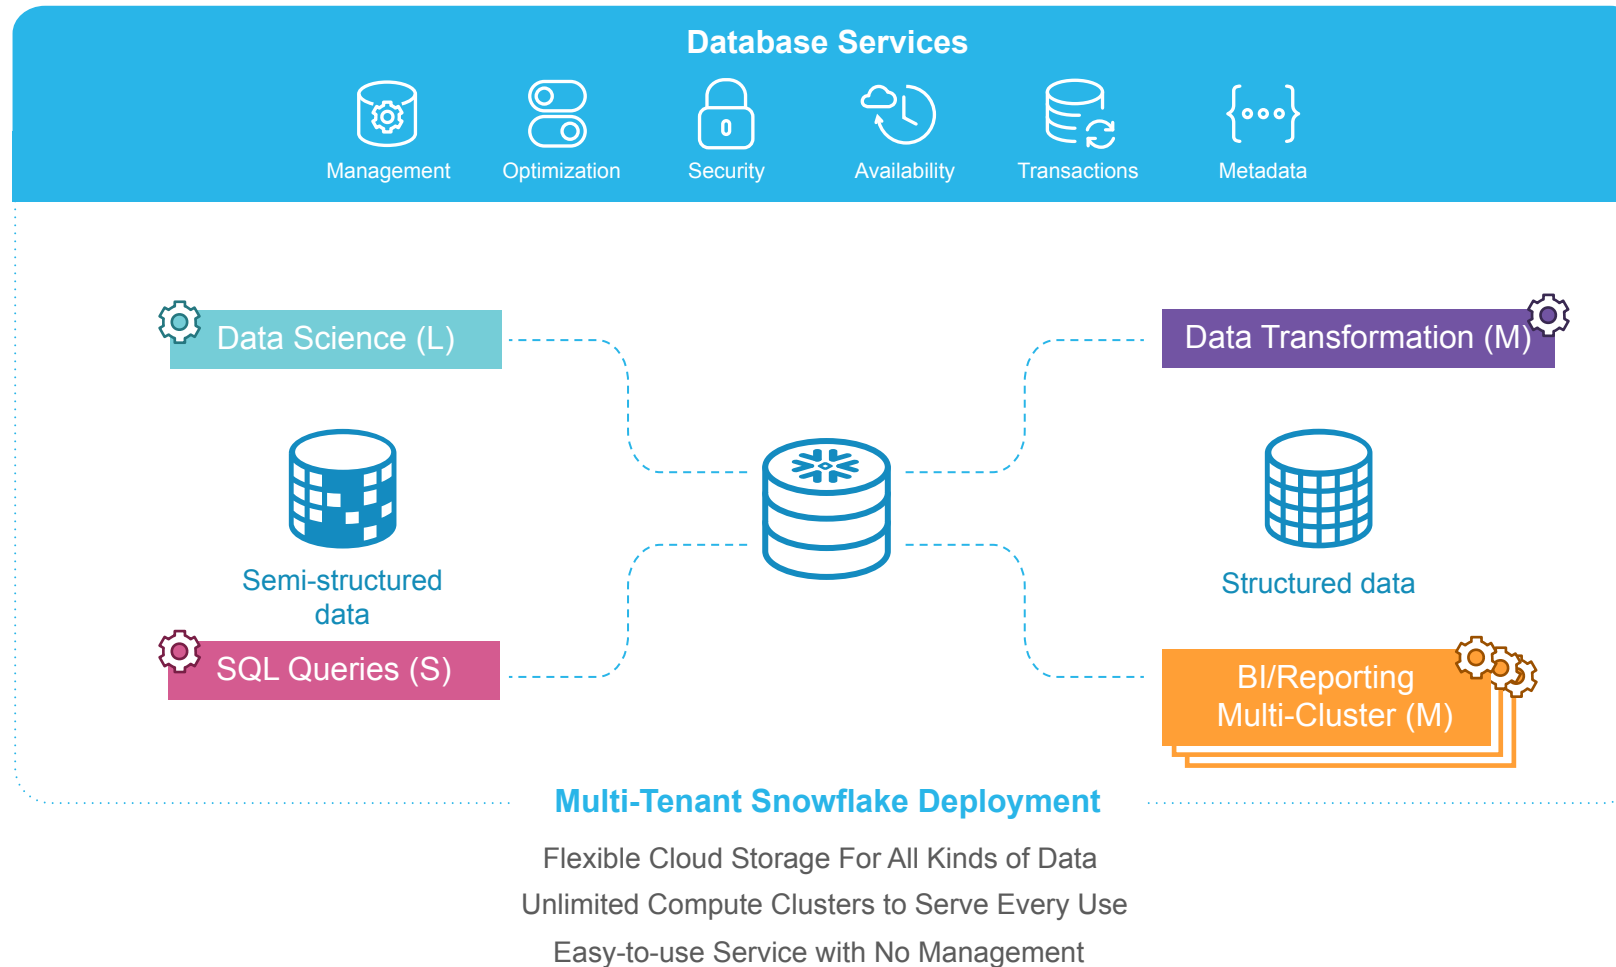 Database Services
Management
Optimization
Security
Availability
Transactions
Metadata
Data Science (L)
Data Transformation (M)
Semi-structured
data
Structured data
SQL Queries (S)
BI/Reporting
Multi-Cluster (M)
Multi-Tenant Snowflake Deployment
Flexible Cloud Storage For All Kinds of Data
Unlimited Compute Clusters to Serve Every Use
Easy-to-use Service with No Management